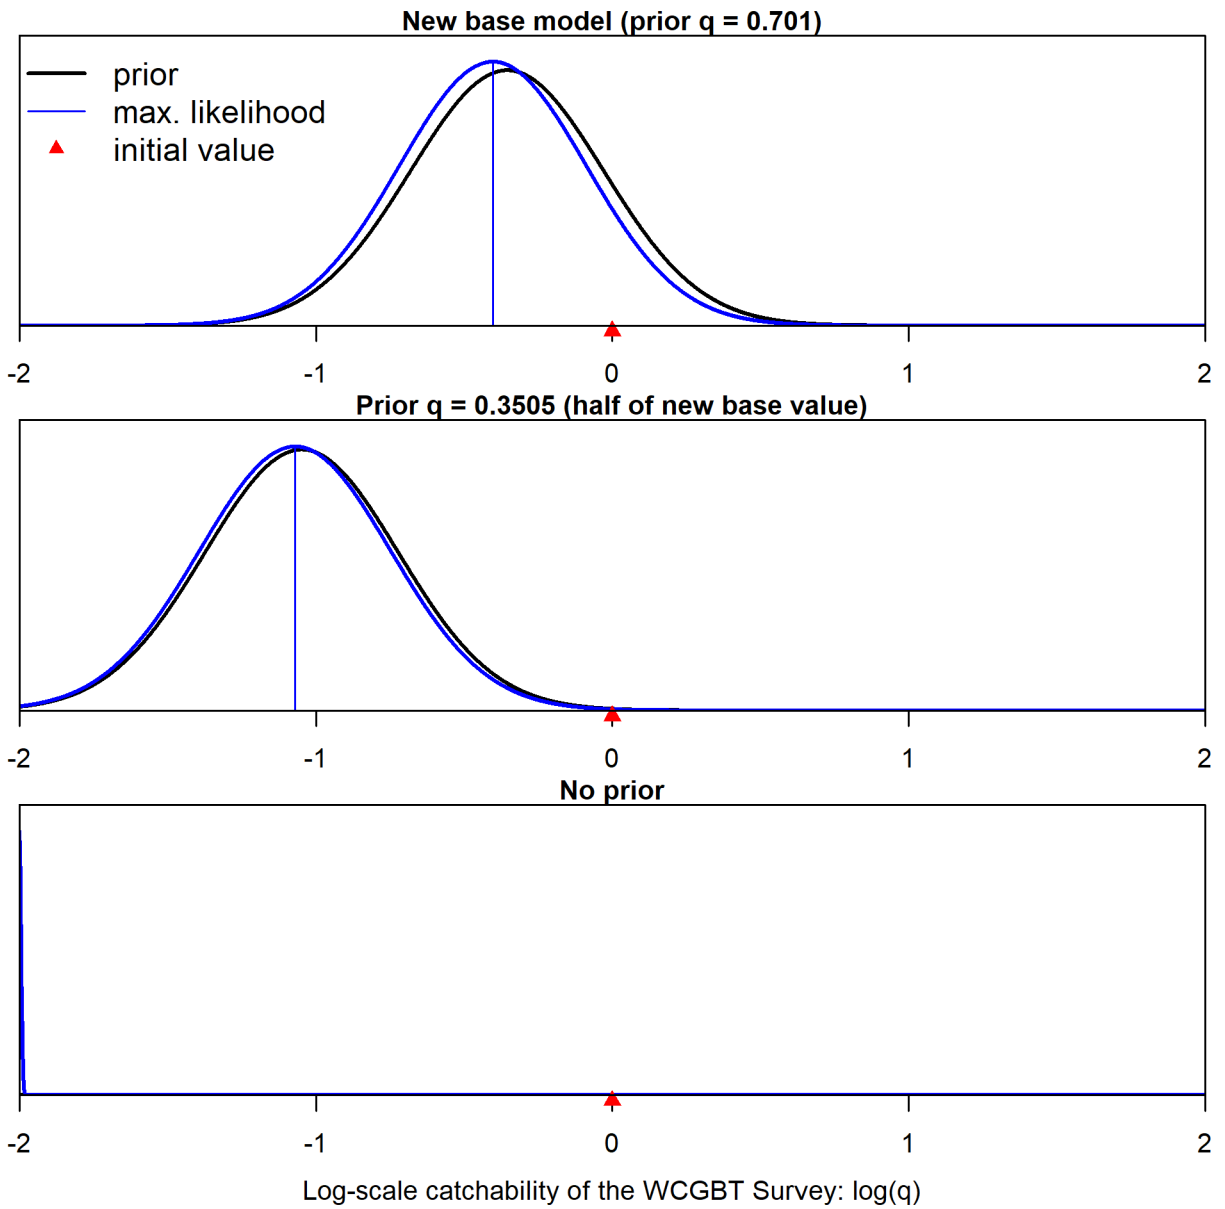 New base model (prior q = 0.701)
prior
max. likelihood
initial value
-2 -1 0 1 2
Prior q = 0.3505 (half of new base value)
-2 -1 0 1 2
No prior
-2 -1 0 1 2
Log-scale catchability of the WCGBT Survey: log(q)